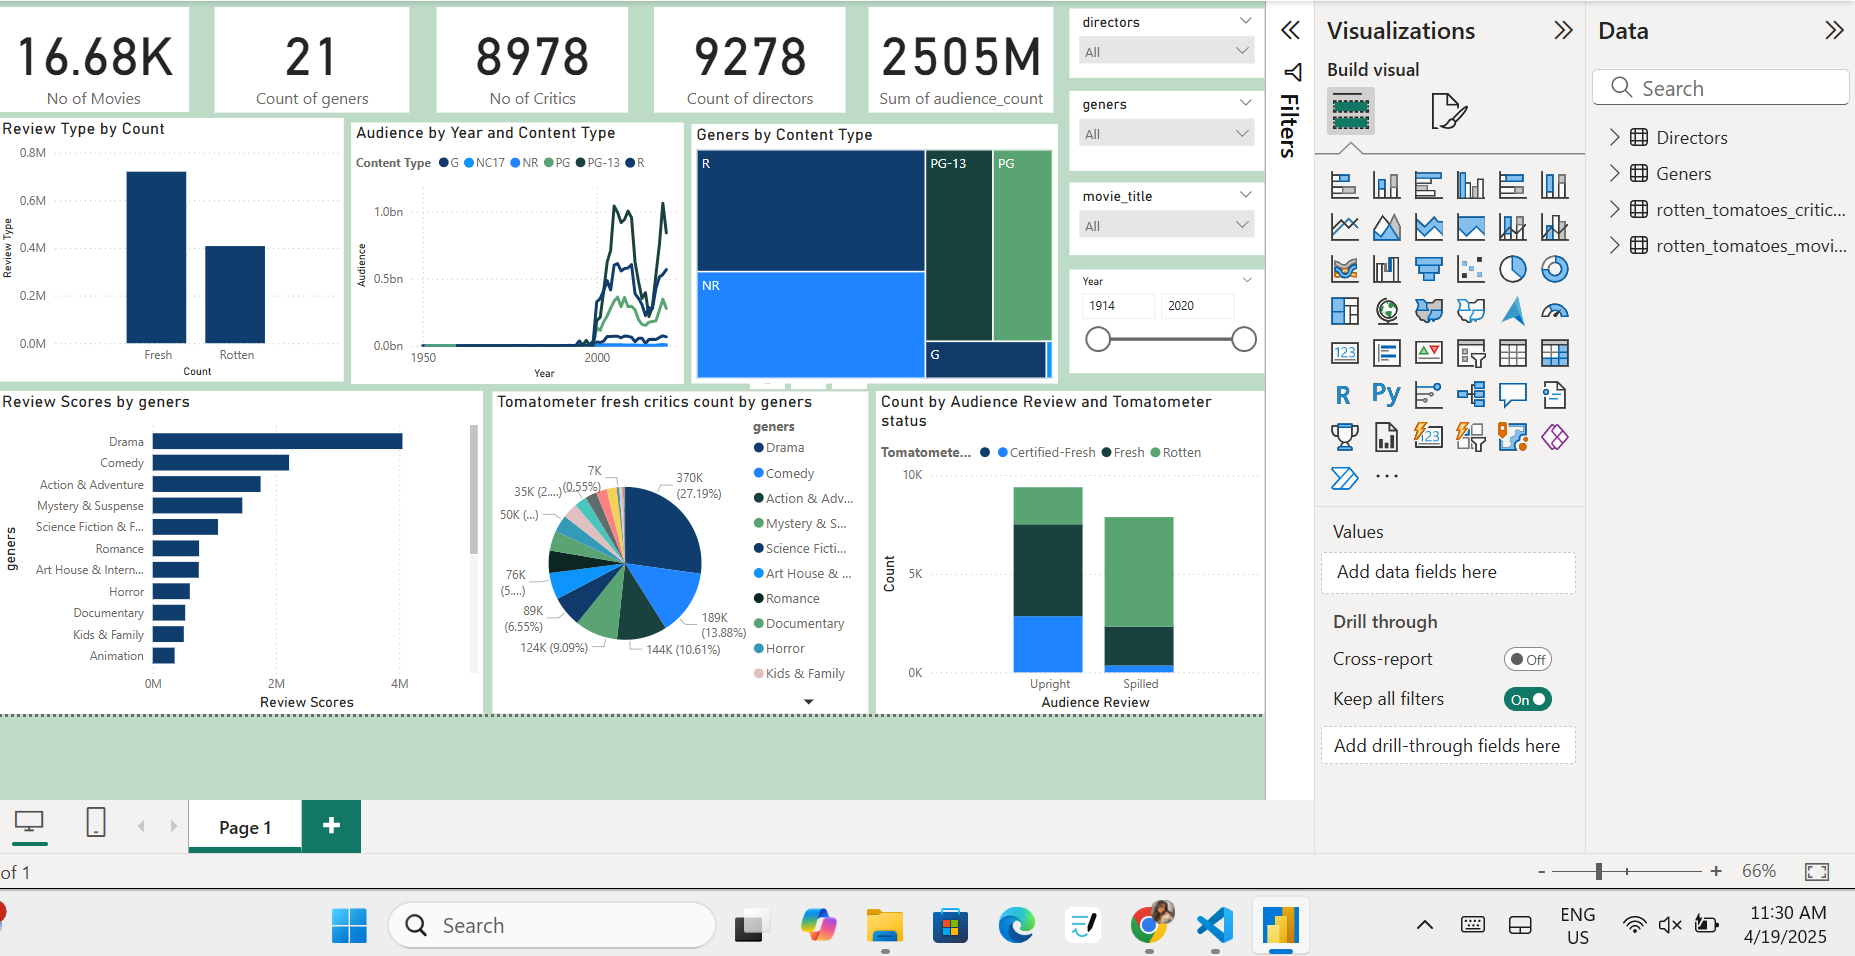 16.68K
No of Movies
21
Count of geners
8978
No of Critics
9278
Count of directors
2505M
Sum of audience_count
directors
All
geners
All
movie_title
All
Year
1914
2020
Review Type by Count
0.8M
0.6M
0.4M
0.2M
0.0M
Review Type
Fresh
Rotten
Count
Audience by Year and Content Type
Content Type
G
NC17
NR
PG
PG-13
R
1.0bn
0.5bn
0.0bn
Audience
1950
2000
Year
Geners by Content Type
R
NR
PG-13
PG
G
Review Scores by geners
geners
Drama
Comedy
Action & Adventure
Mystery & Suspense
Science Fiction & F...
Romance
Art House & Intern...
Horror
Documentary
Kids & Family
Animation
0M
2M
4M
Review Scores
Tomatometer fresh critics count by geners
370K
(27.19%)
189K
(13.88%)
144K (10.61%)
124K (9.09%)
89K
(6.55%)
76K
(5....)
50K (...)
35K (2....)
7K
(0.55%)
geners
Drama
Comedy
Action & Adv...
Mystery & S...
Science Ficti...
Art House & ...
Romance
Documentary
Horror
Kids & Family
Count by Audience Review and Tomatometer
status
Tomatomete...
Certified-Fresh
Fresh
Rotten
10K
5K
0K
Count
Upright
Spilled
Audience Review
Filters
Visualizations
Build visual
123
R
Py
123
...
Values
Add data fields here
Drill through
Cross-report
Off
Keep all filters
On
Add drill-through fields here
Data
Search
Directors
Geners
rotten_tomatoes_critic...
rotten_tomatoes_movi...
Page 1
+
of 1
-
+
66%
Search
ENG
US
11:30 AM
4/19/2025